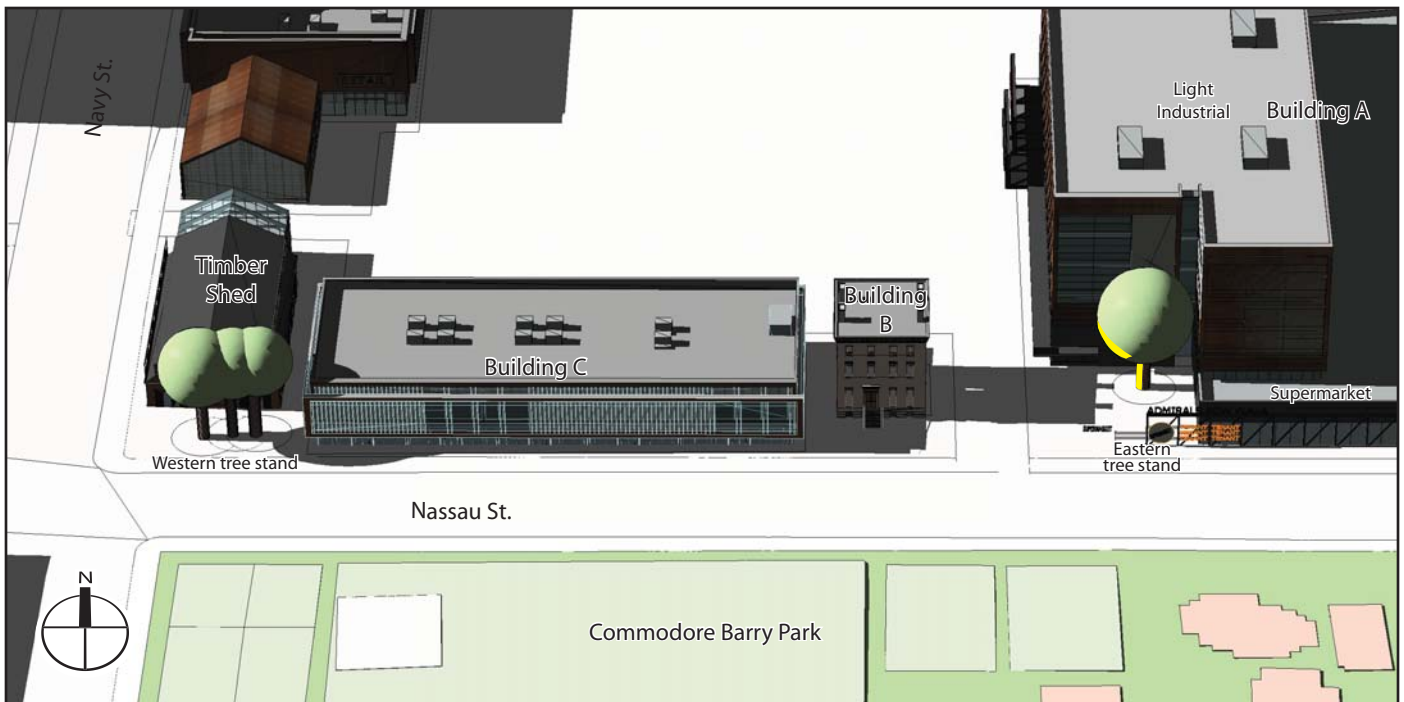 Navy St.
RETAIL
Light
Industrial
Building A
Timber
Shed
Building
B
Building C
Supermarket
Western tree stand
Eastern
tree stand
Nassau St.
N
Commodore Barry Park